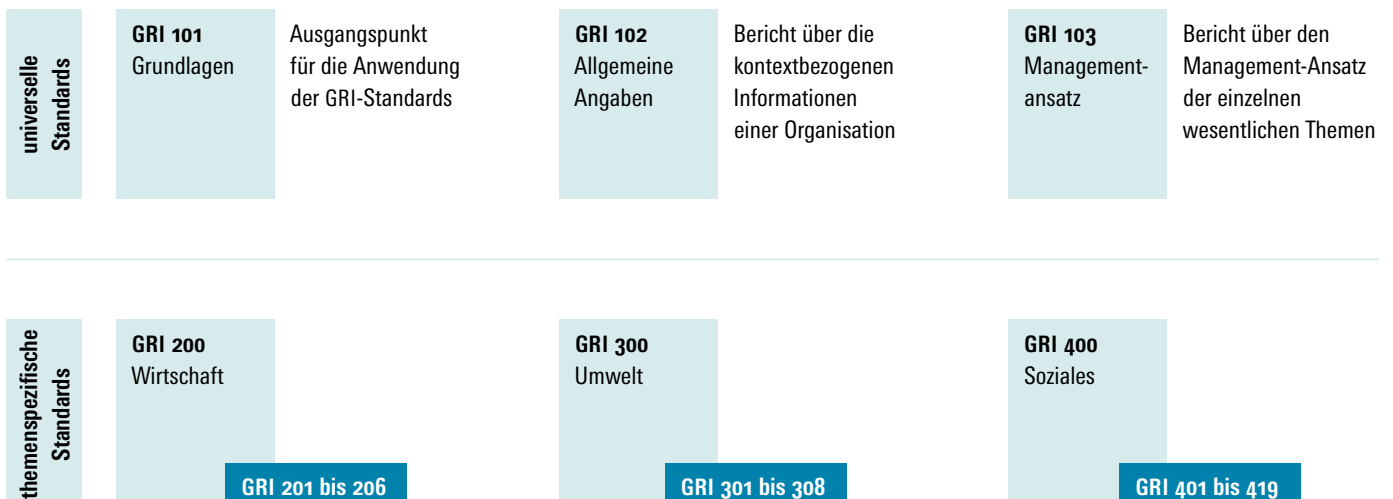 universelle
Standards
GRI 101
Grundlagen
Ausgangspunkt
für die Anwendung
der GRI-Standards
GRI 102
Allgemeine
Angaben
Bericht über die
kontextbezogenen
Informationen
einer Organisation
GRI 103
Management-
ansatz
Bericht über den
Management-Ansatz
der einzelnen
wesentlichen Themen
themenspezifische
Standards
GRI 200
Wirtschaft
GRI 201 bis 206
GRI 300
Umwelt
GRI 301 bis 308
GRI 400
Soziales
GRI 401 bis 419